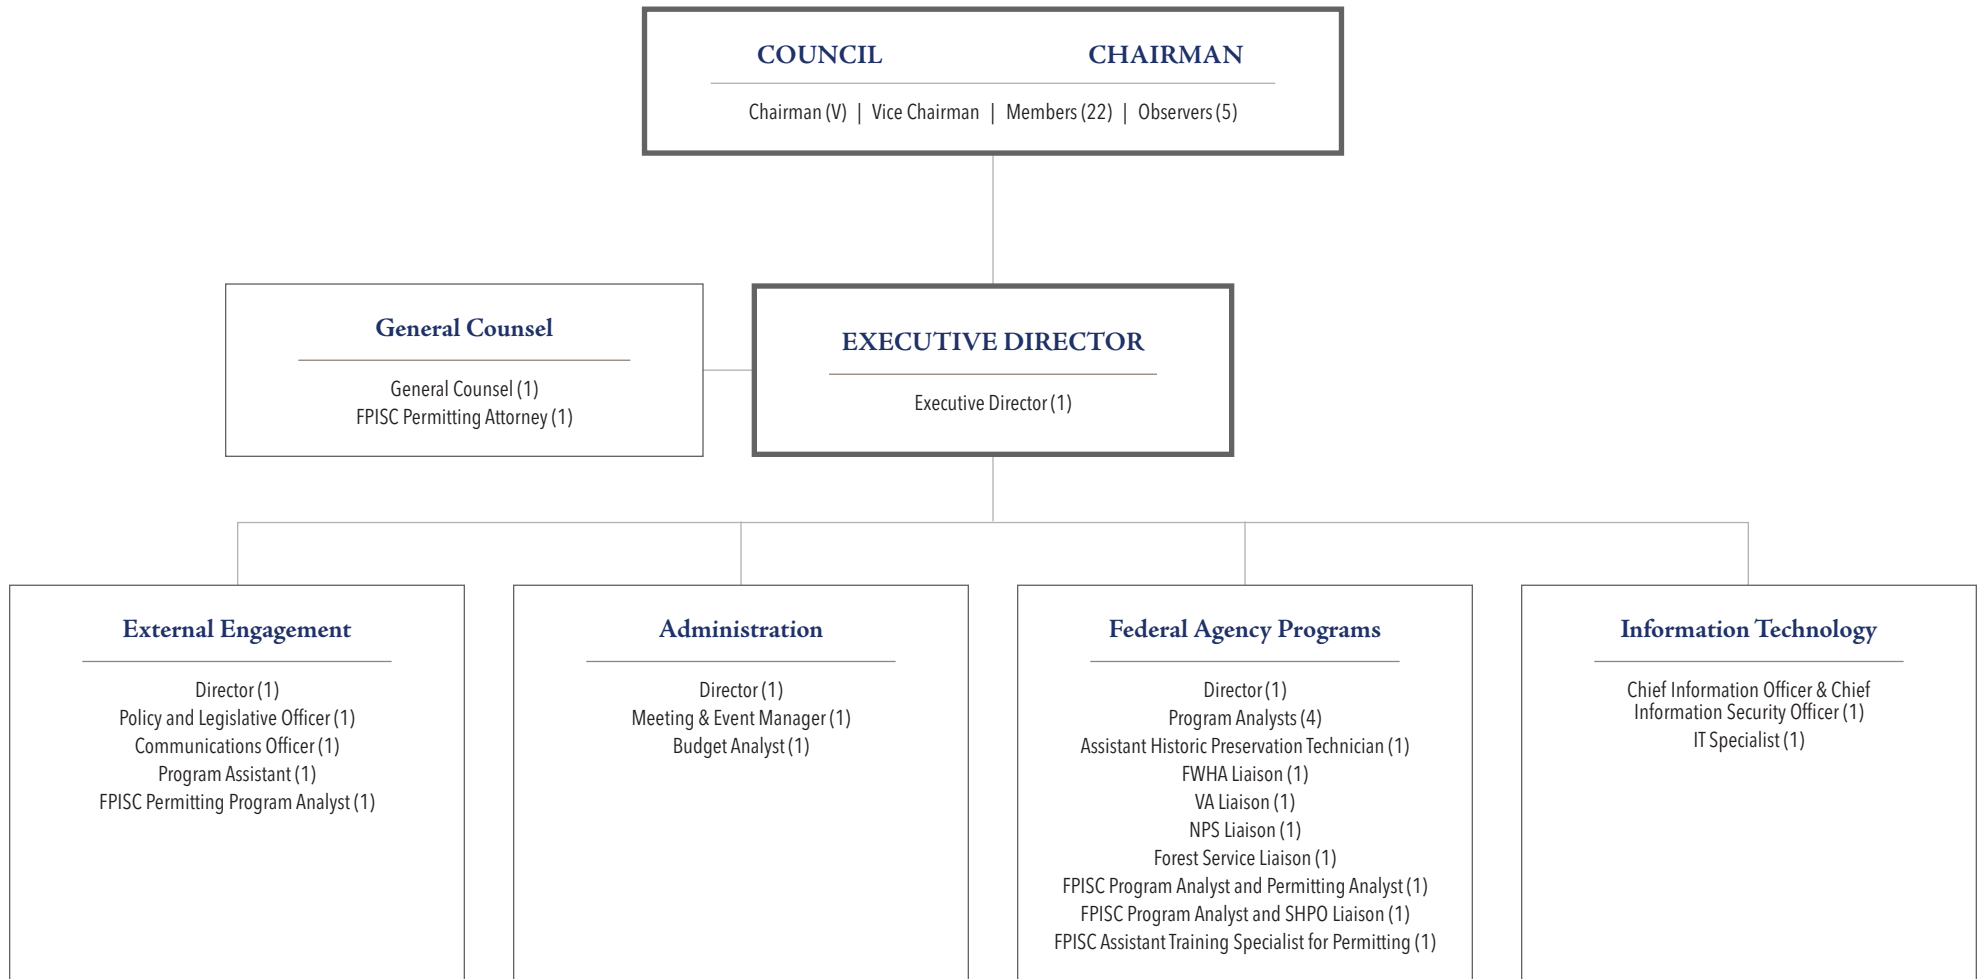 COUNCIL CHAIRMAN
Chairman (V) | Vice Chairman | Members (22) | Observers (5)
General Counsel
General Counsel (1)
FPISC Permitting Attorney (1)
EXECUTIVE DIRECTOR
Executive Director (1)
External Engagement
Director (1)
Policy and Legislative Officer (1)
Communications Officer (1)
Program Assistant (1)
FPISC Permitting Program Analyst (1)
Administration
Director (1)
Meeting & Event Manager (1)
Budget Analyst (1)
Federal Agency Programs
Director (1)
Program Analysts (4)
Assistant Historic Preservation Technician (1)
FWHA Liaison (1)
VA Liaison (1)
NPS Liaison (1)
Forest Service Liaison (1)
FPISC Program Analyst and Permitting Analyst (1)
FPISC Program Analyst and SHPO Liaison (1)
FPISC Assistant Training Specialist for Permitting (1)
Information Technology
Chief Information Officer & Chief
Information Security Officer (1)
IT Specialist (1)